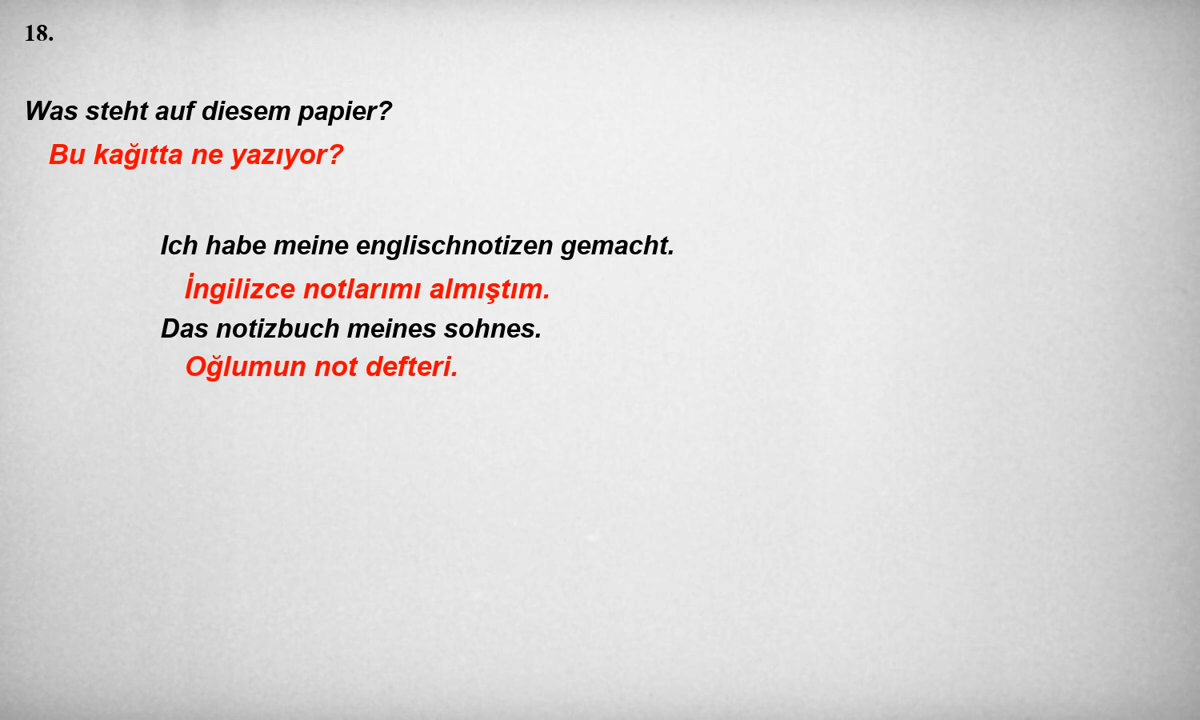 18.
Was steht auf diesem papier?
Bu kağıtta ne yazıyor?
Ich habe meine englischnotizen gemacht.
İngilizce notlarımı almıştım.
Das notizbuch meines sohnes.
Oğlumun not defteri.